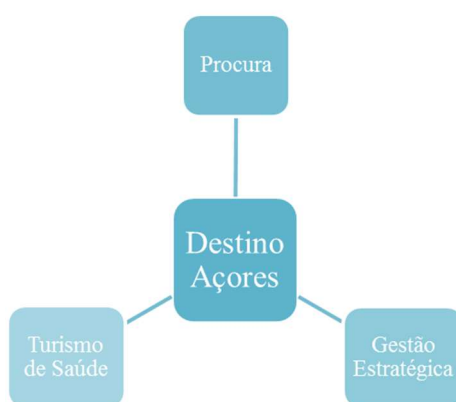 Procura
Destino
Açores
Turismo
de Saúde
Gestão
Estratégica